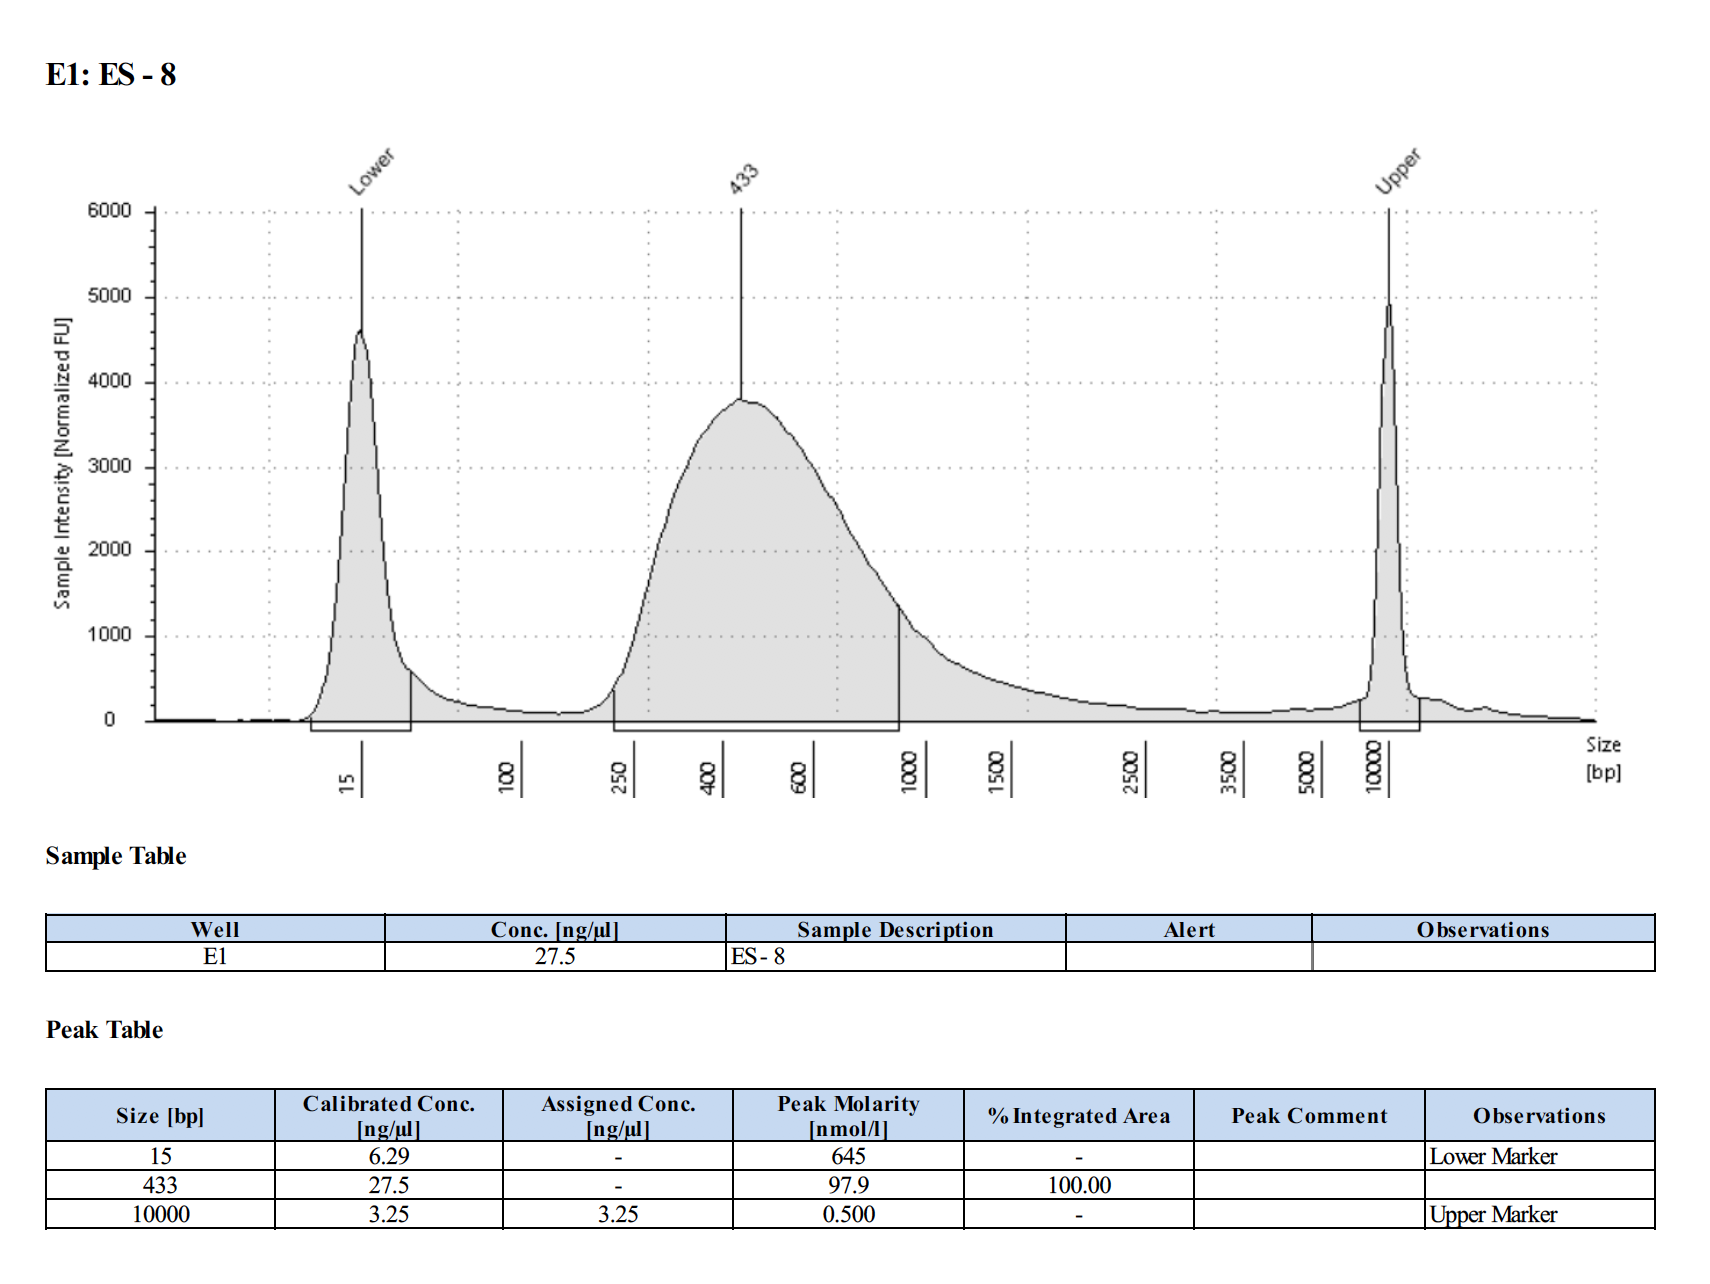 E1: ES - 8
Lower
433
Upper
6000
5000
4000
3000
2000
1000
0
Sample Intensity [Normalized FU]
15
100
250
400
600
1000
1500
2500
3500
5000
10000
Size
[bp]
Sample Table
Well Conc. [ng/µl] Sample Description Alert Observations
E1 27.5 ES - 8
Peak Table
Size [bp] Calibrated Conc. [ng/µl] Assigned Conc. [ng/µl] Peak Molarity [nmol/l] % Integrated Area Peak Comment Observations
15 6.29 - 645 - Lower Marker
433 27.5 - 97.9 100.00
10000 3.25 3.25 0.500 - Upper Marker